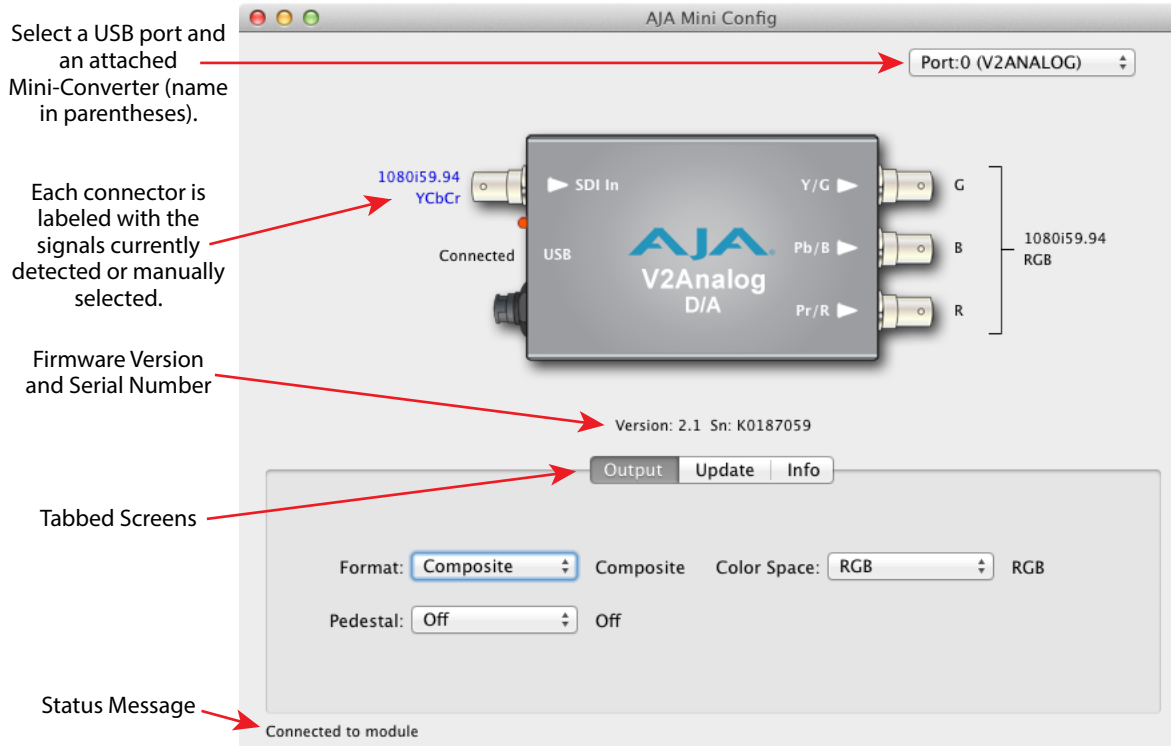 AJA Mini Config
Select a USB port and
an attached
Mini-Converter (name
in parentheses).
Port:0 (V2ANALOG)
Each connector is
labeled with the
signals currently
detected or manually
selected.
1080i59.94
YCbCr
SDI In
Connected
USB
AJA
V2Analog
D/A
Y/G
Pb/B
Pr/R
G
B
R
1080i59.94
RGB
Firmware Version
and Serial Number
Version: 2.1 Sn: K0187059
Tabbed Screens
Output Update Info
Format: Composite Composite Color Space: RGB RGB
Pedestal: Off Off
Status Message
Connected to module